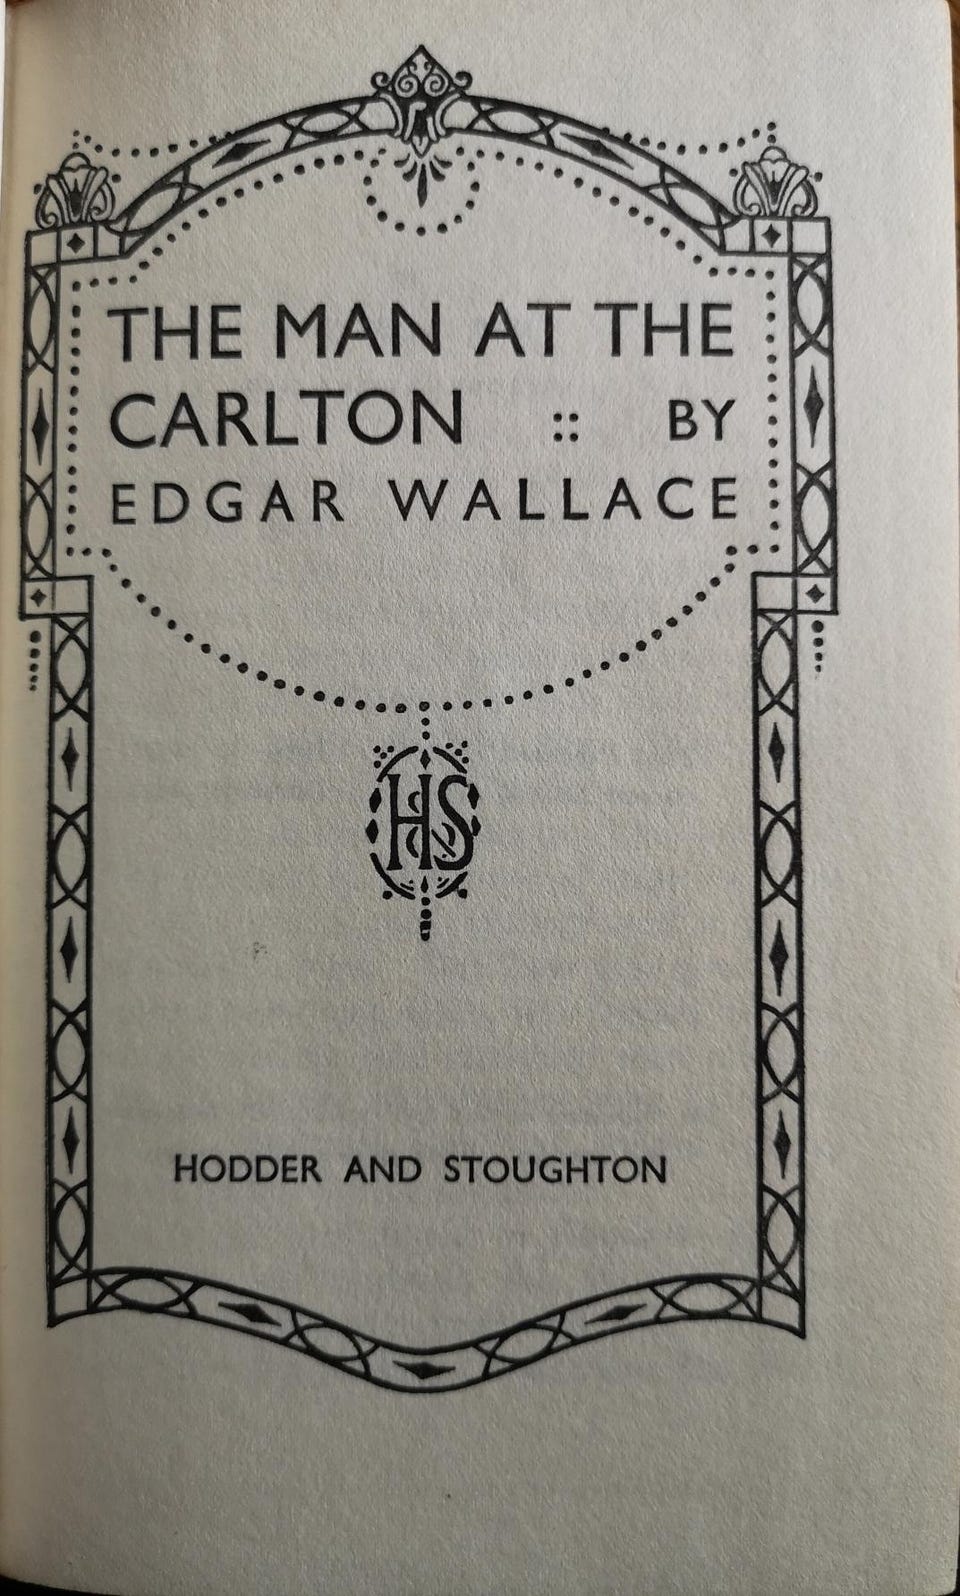 THE MAN AT THE
CARLTON :: BY
EDGAR WALLACE
HS
HODDER AND STOUGHTON